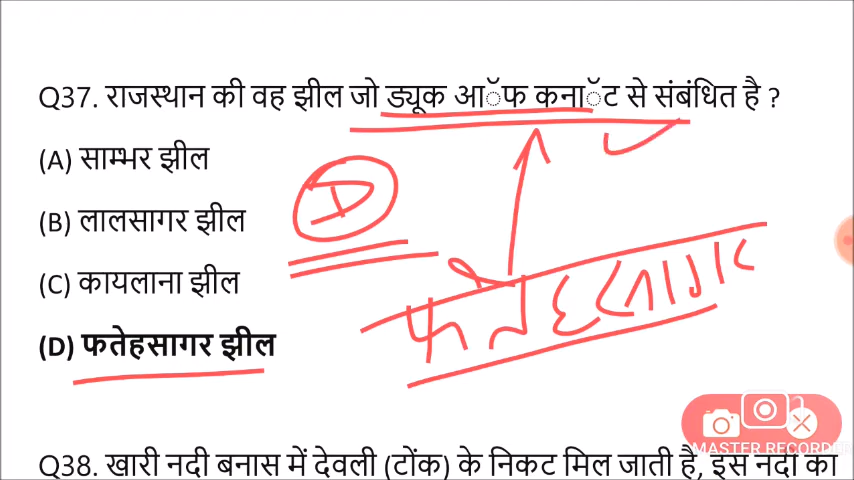 Q37. राजस्थान की वह झील जो ड्यूक आॅफ कनाॅट से संबंधित है ?
(A) साम्भर झील
(B) लालसागर झील
D
(C) कायलाना झील
फतेहसागर
(D) फतेहसागर झील
MASTER RECORDER
Q38. खारी नदी बनास में देवली (टोंक) के निकट मिल जाती है, इस नदी का